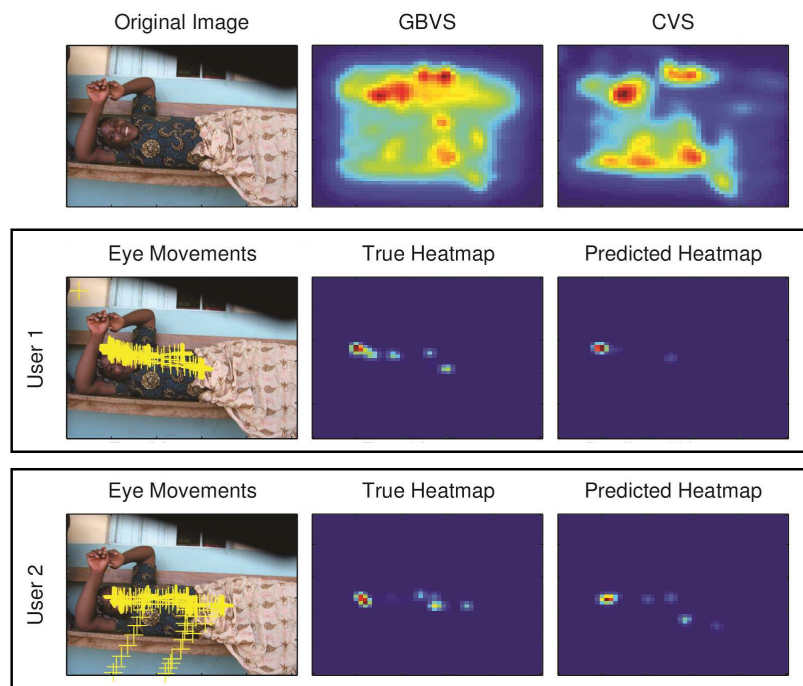 Original Image
GBVS
CVS
User 1
Eye Movements
True Heatmap
Predicted Heatmap
User 2
Eye Movements
True Heatmap
Predicted Heatmap